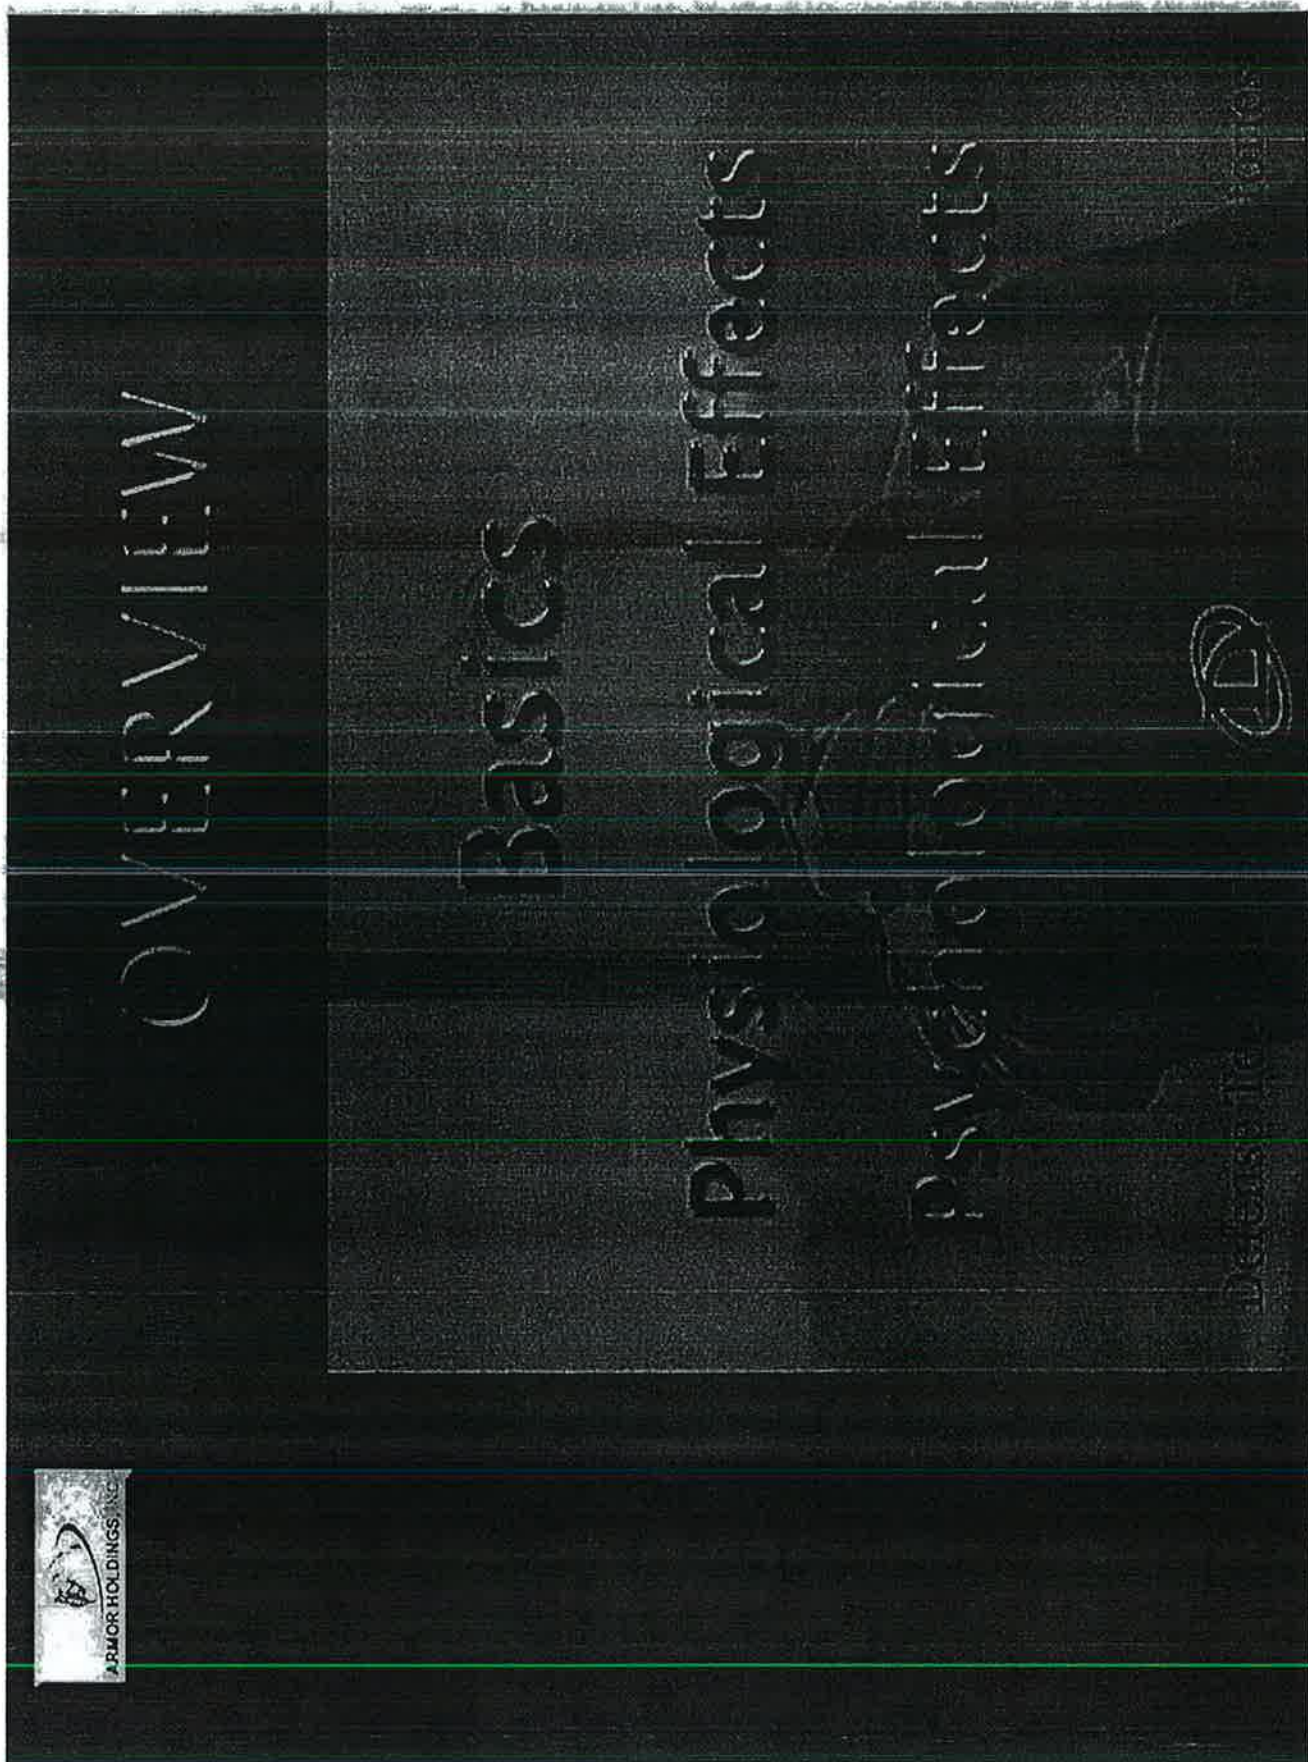 ARMOR HOLDINGS, INC.
OVERVIEW
Basics
Physiological Effects
Psychological Effects